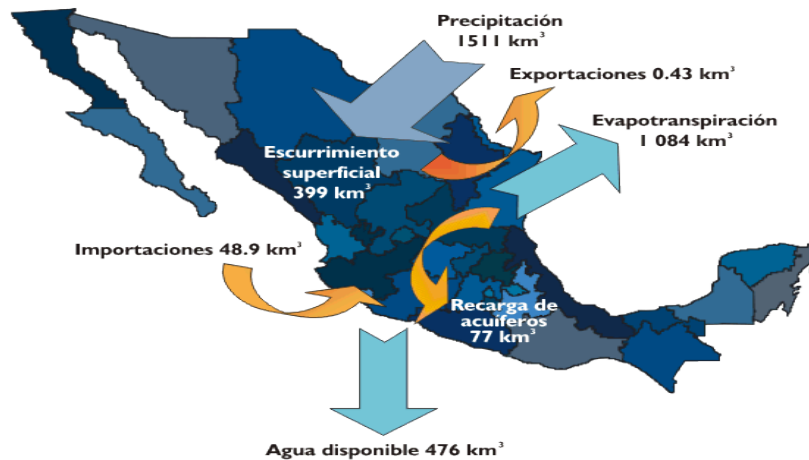 Precipitación
1511 km³
Exportaciones 0.43 km³
Evapotranspiración
1 084 km³
Escurrimiento
superficial
399 km³
Importaciones 48.9 km³
Recarga de
acuíferos
77 km³
Agua disponible 476 km³